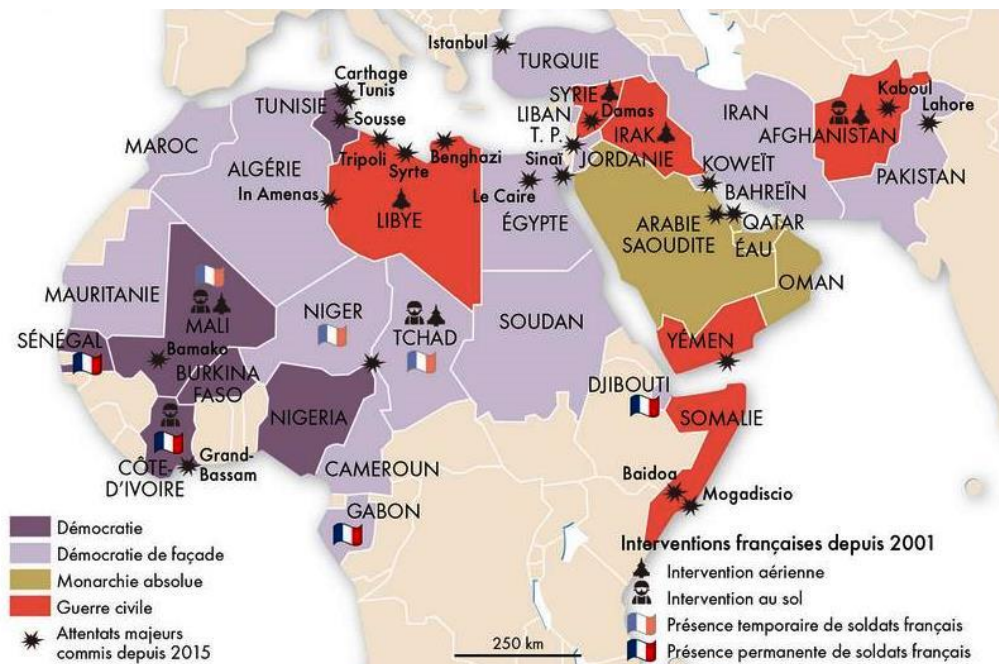 Istanbul
TURQUIE
Carthage
Tunis
TUNISIE
Sousse
SYRIE
Damas
LIBAN
T. P.
IRAK
IRAN
Kaboul
Lahore
AFGHANISTAN
MAROC
ALGÉRIE
Tripoli
Syrte
Benghazi
Sinaï
JORDANIE
KOWEÏT
PAKISTAN
In Amenas
LIBYE
Le Caire
ÉGYPTE
BAHREÏN
ARABIE
SAOUDITE
QATAR
ÉAU
OMAN
MAURITANIE
MALI
NIGER
TCHAD
SOUDAN
YÉMEN
SÉNÉGAL
Bamako
BURKINA
FASO
NIGERIA
DJIBOUTI
SOMALIE
CÔTE-
D'IVOIRE
Grand-
Bassam
CAMEROUN
GABON
Baidoa
Mogadiscio
Démocratie
Démocratie de façade
Monarchie absolue
Guerre civile
Attentats majeurs
commis depuis 2015
250 km
Interventions françaises depuis 2001
Intervention aérienne
Intervention au sol
Présence temporaire de soldats français
Présence permanente de soldats français